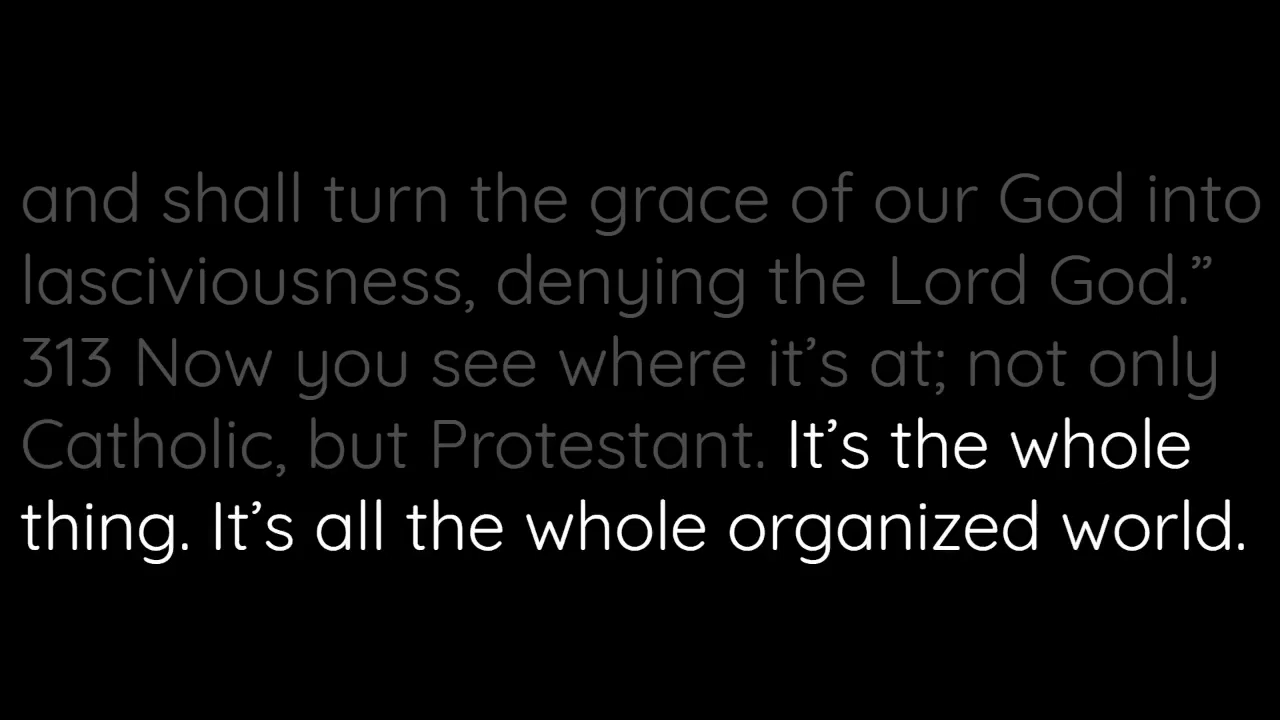 and shall turn the grace of our God into
lasciviousness, denying the Lord God.”
313 Now you see where it’s at; not only
Catholic, but Protestant. It’s the whole
thing. It’s all the whole organized world.